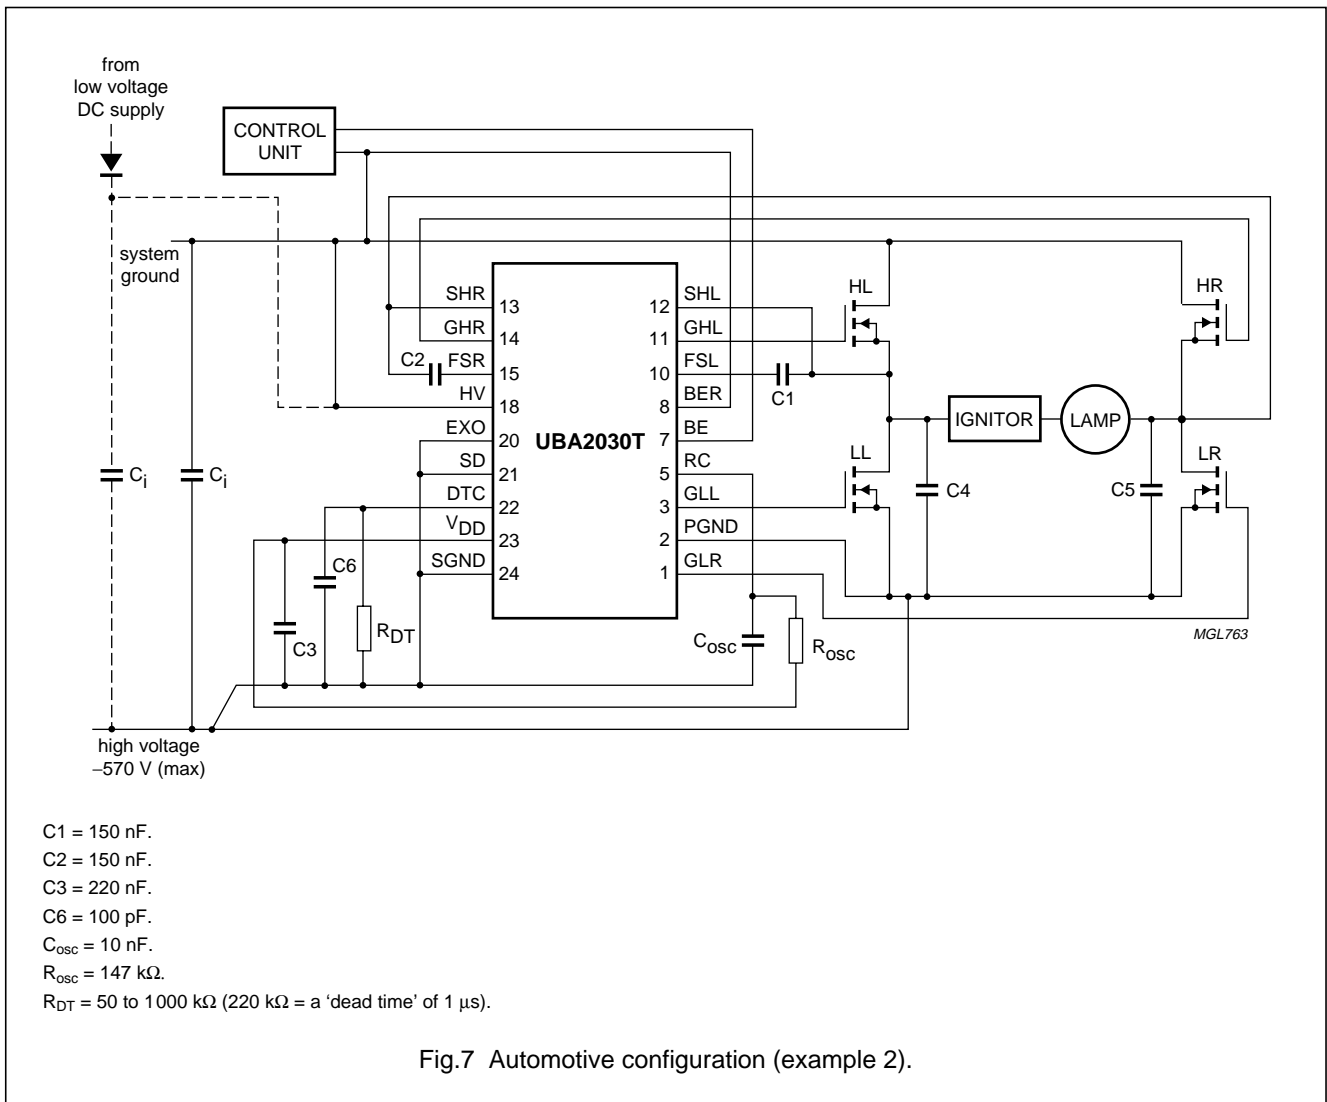 from
low voltage
DC supply
CONTROL
UNIT
system
ground
SHR 13
GHR 14
C2 FSR 15
HV 18
EXO 20
SD 21
DTC 22
VDD 23
SGND 24
UBA2030T
12 SHL
11 GHL
10 FSL
C1
8 BER
7 BE
5 RC
3 GLL
2 PGND
1 GLR
HL
HR
IGNITOR
LAMP
LL
LR
C4
C5
Ci
Ci
C6
C3
RDT
Cosc
Rosc
MGL763
high voltage
−570 V (max)
C1 = 150 nF.
C2 = 150 nF.
C3 = 220 nF.
C6 = 100 pF.
Cosc = 10 nF.
Rosc = 147 kΩ.
RDT = 50 to 1000 kΩ (220 kΩ = a ‘dead time’ of 1 μs).
Fig.7 Automotive configuration (example 2).